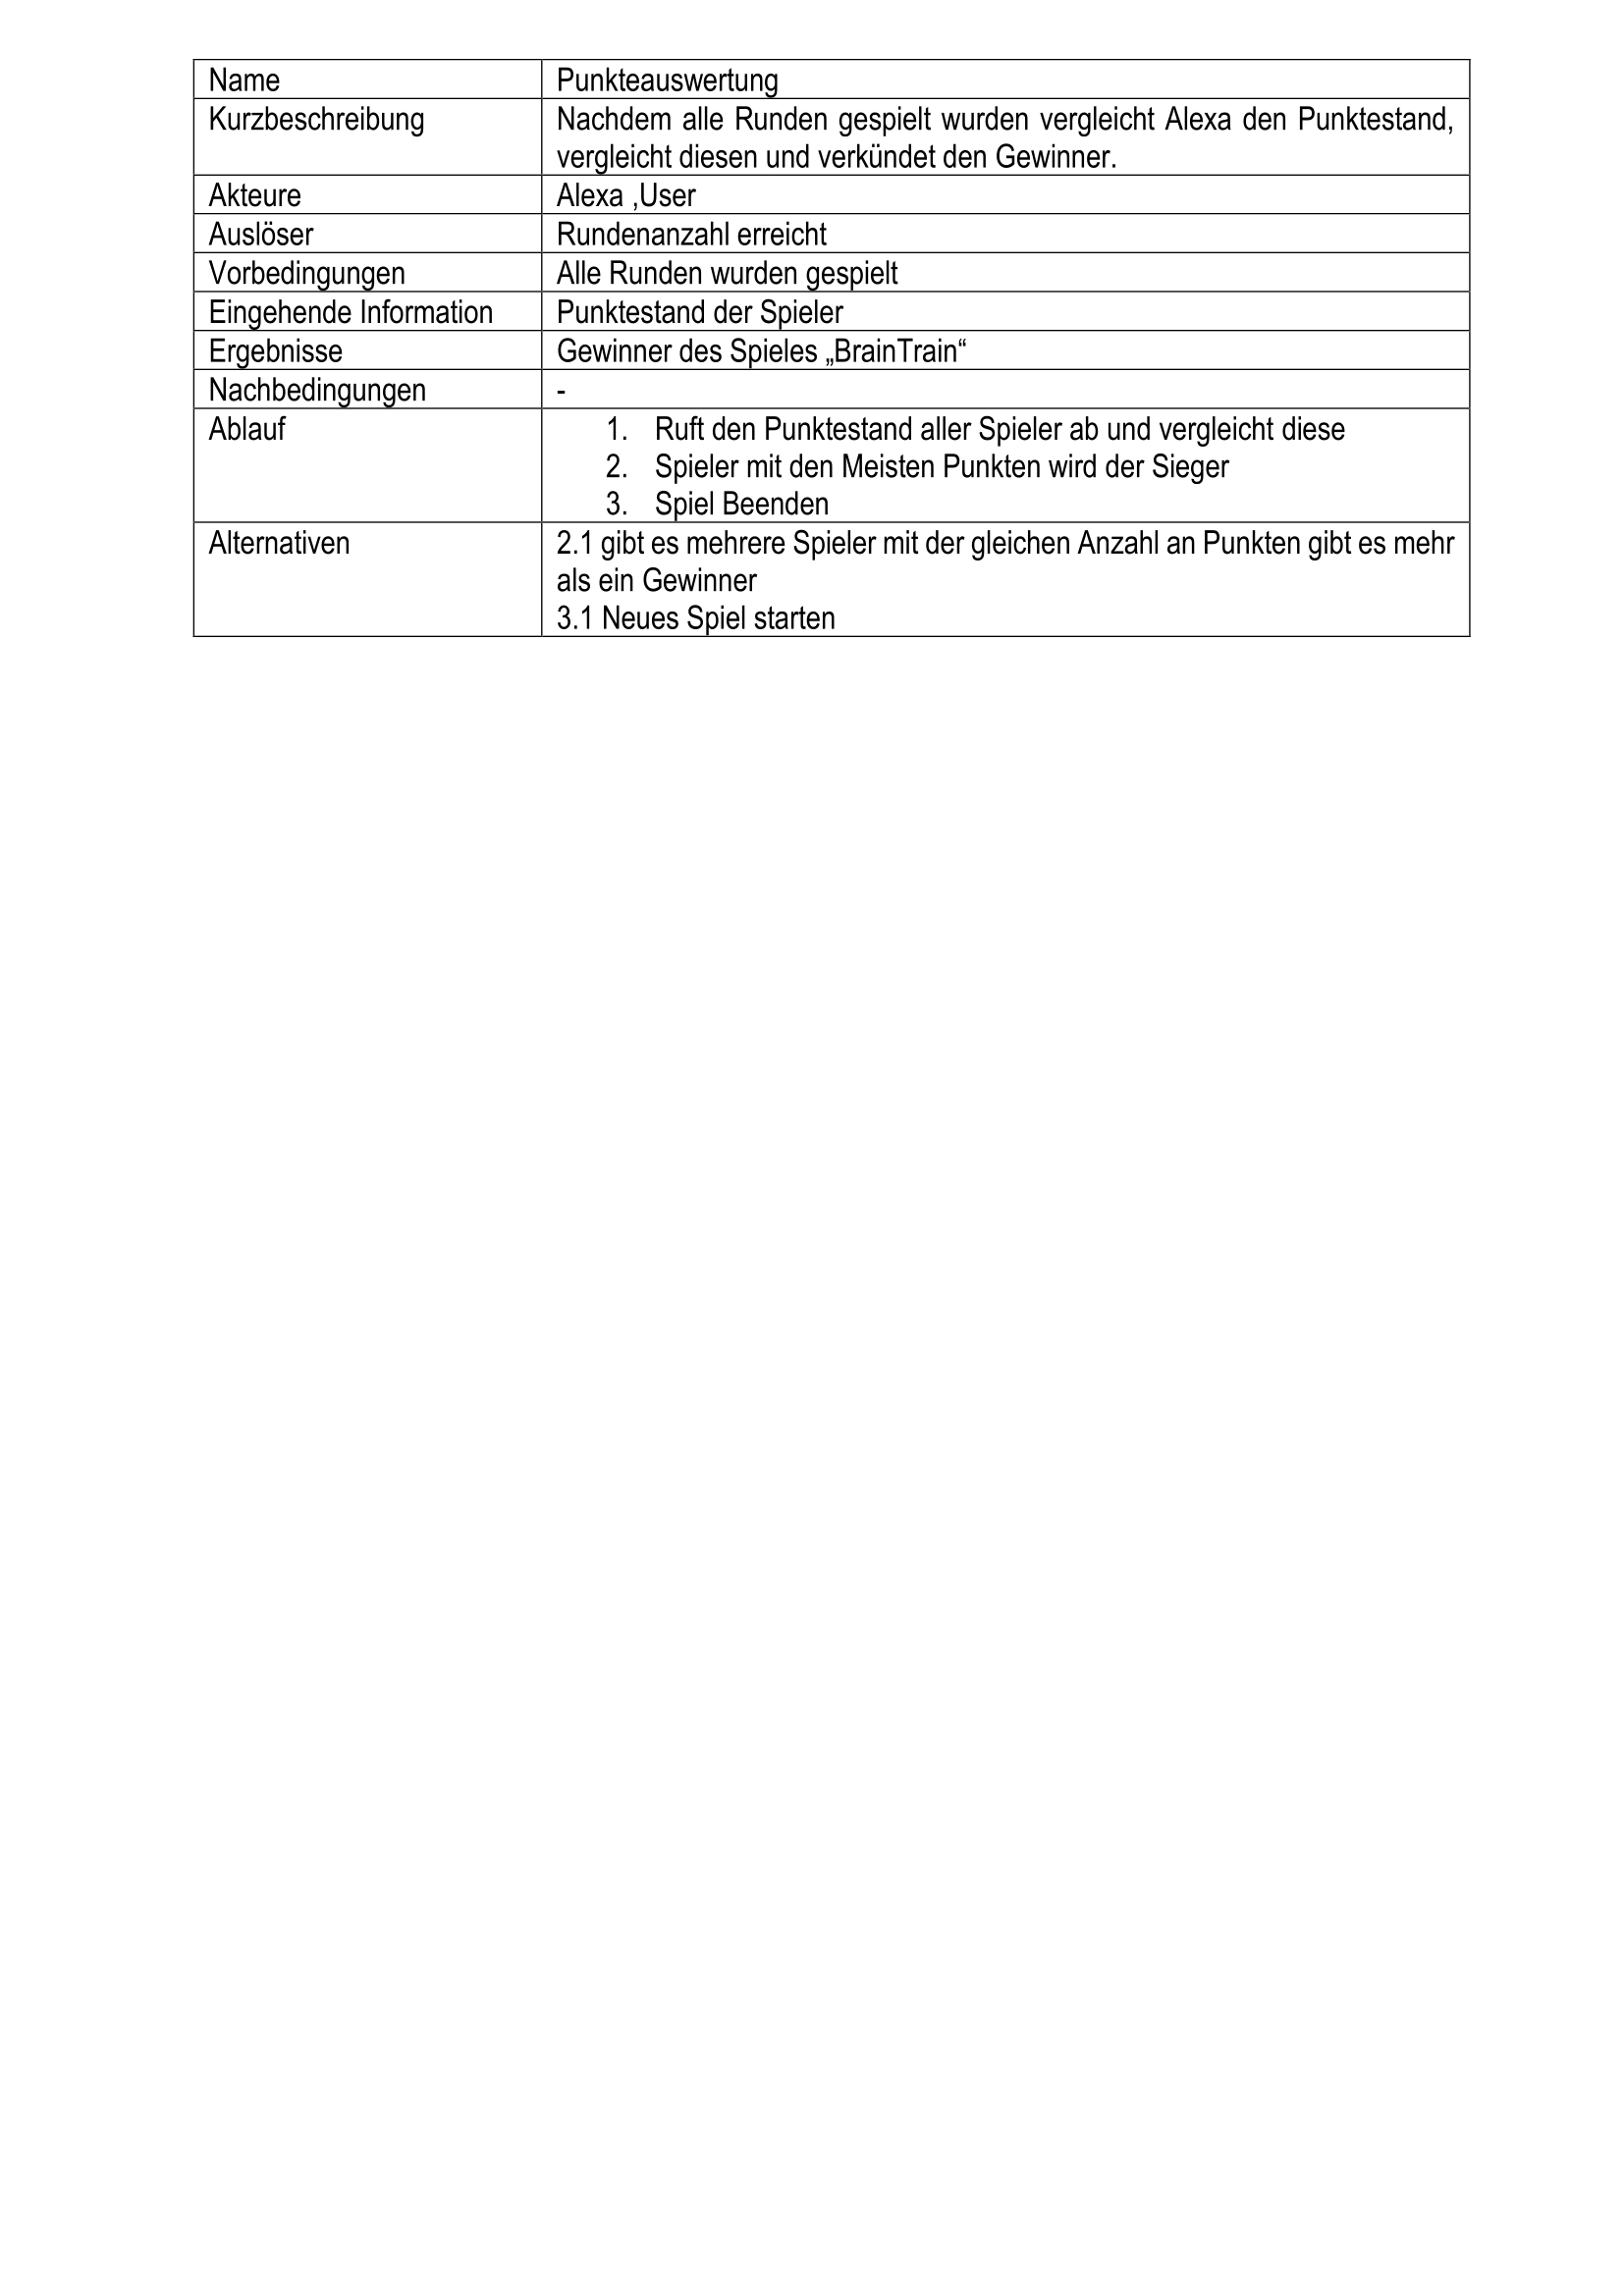 Name Punkteauswertung
Kurzbeschreibung Nachdem alle Runden gespielt wurden vergleicht Alexa den Punktestand,
vergleicht diesen und verkündet den Gewinner.
Akteure Alexa ,User
Auslöser Rundenanzahl erreicht
Vorbedingungen Alle Runden wurden gespielt
Eingehende Information Punktestand der Spieler
Ergebnisse Gewinner des Spieles „BrainTrain“
Nachbedingungen -
Ablauf 1. Ruft den Punktestand aller Spieler ab und vergleicht diese
2. Spieler mit den Meisten Punkten wird der Sieger
3. Spiel Beenden
Alternativen 2.1 gibt es mehrere Spieler mit der gleichen Anzahl an Punkten gibt es mehr
als ein Gewinner
3.1 Neues Spiel starten